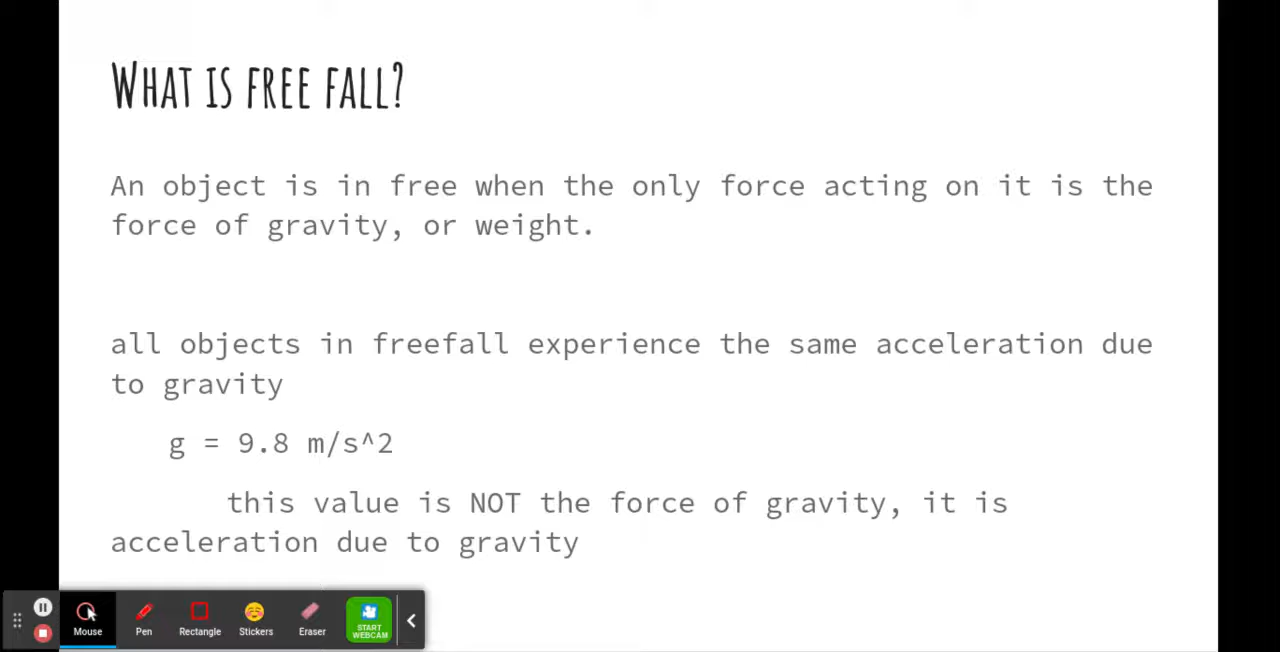 WHAT IS FREE FALL?
An object is in free when the only force acting on it is the
force of gravity, or weight.
all objects in freefall experience the same acceleration due
to gravity
g = 9.8 m/s^2
this value is NOT the force of gravity, it is
acceleration due to gravity
Mouse
Pen
Rectangle
Stickers
Eraser
START
WEBCAM